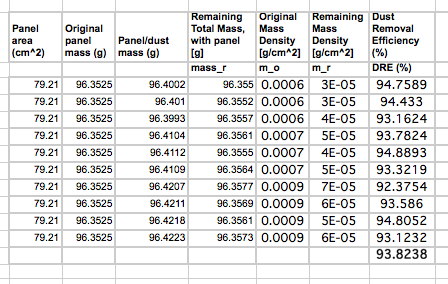 Panel area (cm^2) Original panel mass (g) Panel/dust mass (g) Remaining Total Mass, with panel [g] Original Mass Density [g/cm^2] Remaining Mass Density [g/cm^2] Dust Removal Efficiency (%)
mass_r m_o m_r DRE (%)
79.21 96.3525 96.4002 96.355 0.0006 3E-05 94.7589
79.21 96.3525 96.401 96.3552 0.0006 3E-05 94.433
79.21 96.3525 96.3993 96.3557 0.0006 4E-05 93.1624
79.21 96.3525 96.4104 96.3561 0.0007 5E-05 93.7824
79.21 96.3525 96.4112 96.3555 0.0007 4E-05 94.8893
79.21 96.3525 96.4109 96.3564 0.0007 5E-05 93.3219
79.21 96.3525 96.4207 96.3577 0.0009 7E-05 92.3754
79.21 96.3525 96.4211 96.3569 0.0009 6E-05 93.586
79.21 96.3525 96.4218 96.3561 0.0009 5E-05 94.8052
79.21 96.3525 96.4223 96.3573 0.0009 6E-05 93.1232
93.8238